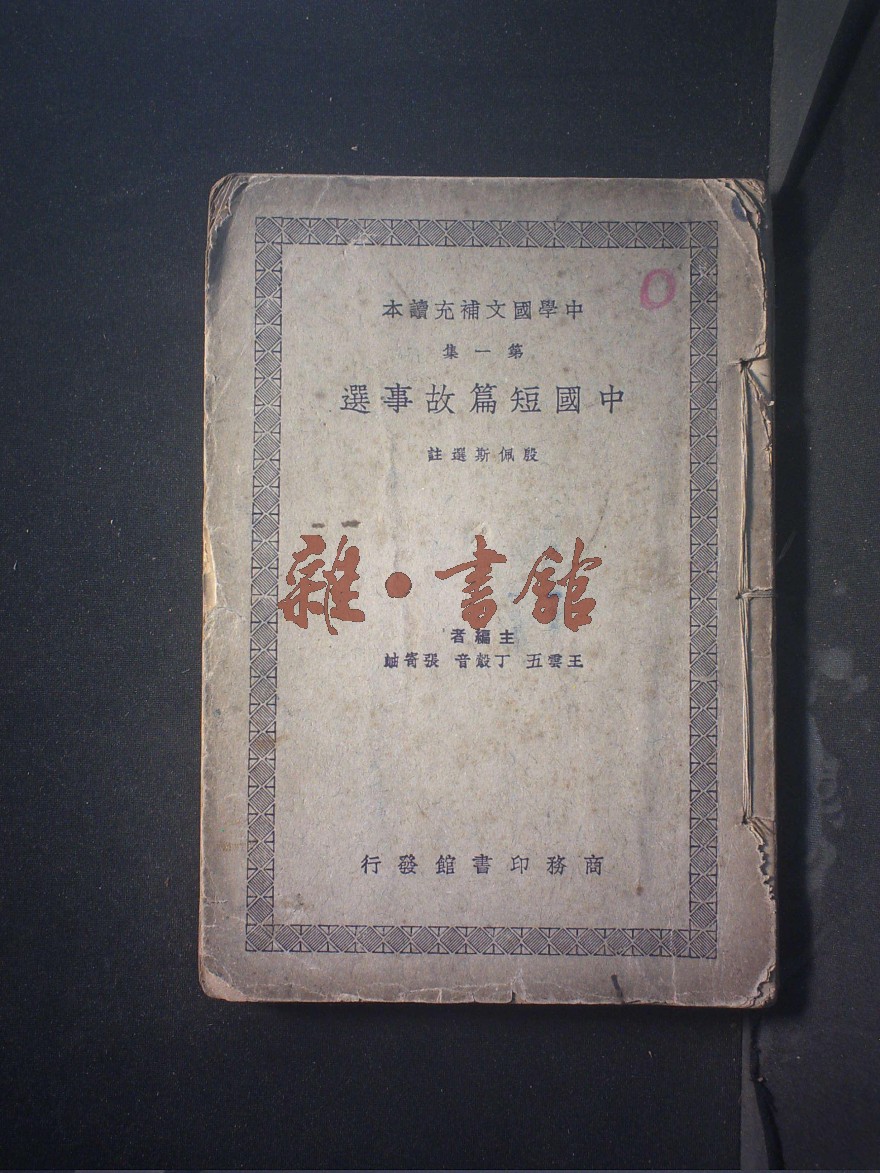 中學國文補充讀本
第一集
中國短篇故事選
殷佩斯選註
雜·書館
主編者
王雲五 丁瑴音 張寄岫
商務印書館發行